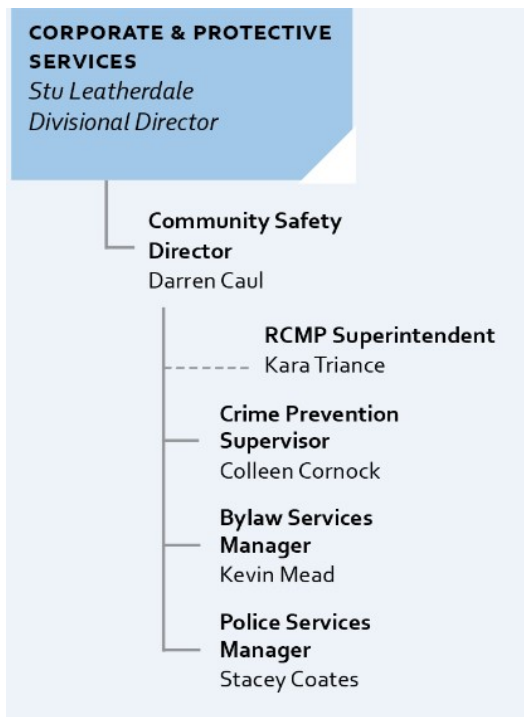 CORPORATE & PROTECTIVE
SERVICES
Stu Leatherdale
Divisional Director
Community Safety
Director
Darren Caul
RCMP Superintendent
Kara Triance
Crime Prevention
Supervisor
Colleen Cornock
Bylaw Services
Manager
Kevin Mead
Police Services
Manager
Stacey Coates